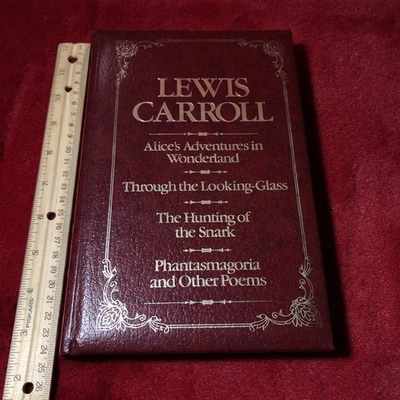 LEWIS
CARROLL
Alice's Adventures in
Wonderland
Through the Looking-Glass
The Hunting of
the Snark
Phantasmagoria
and Other Poems